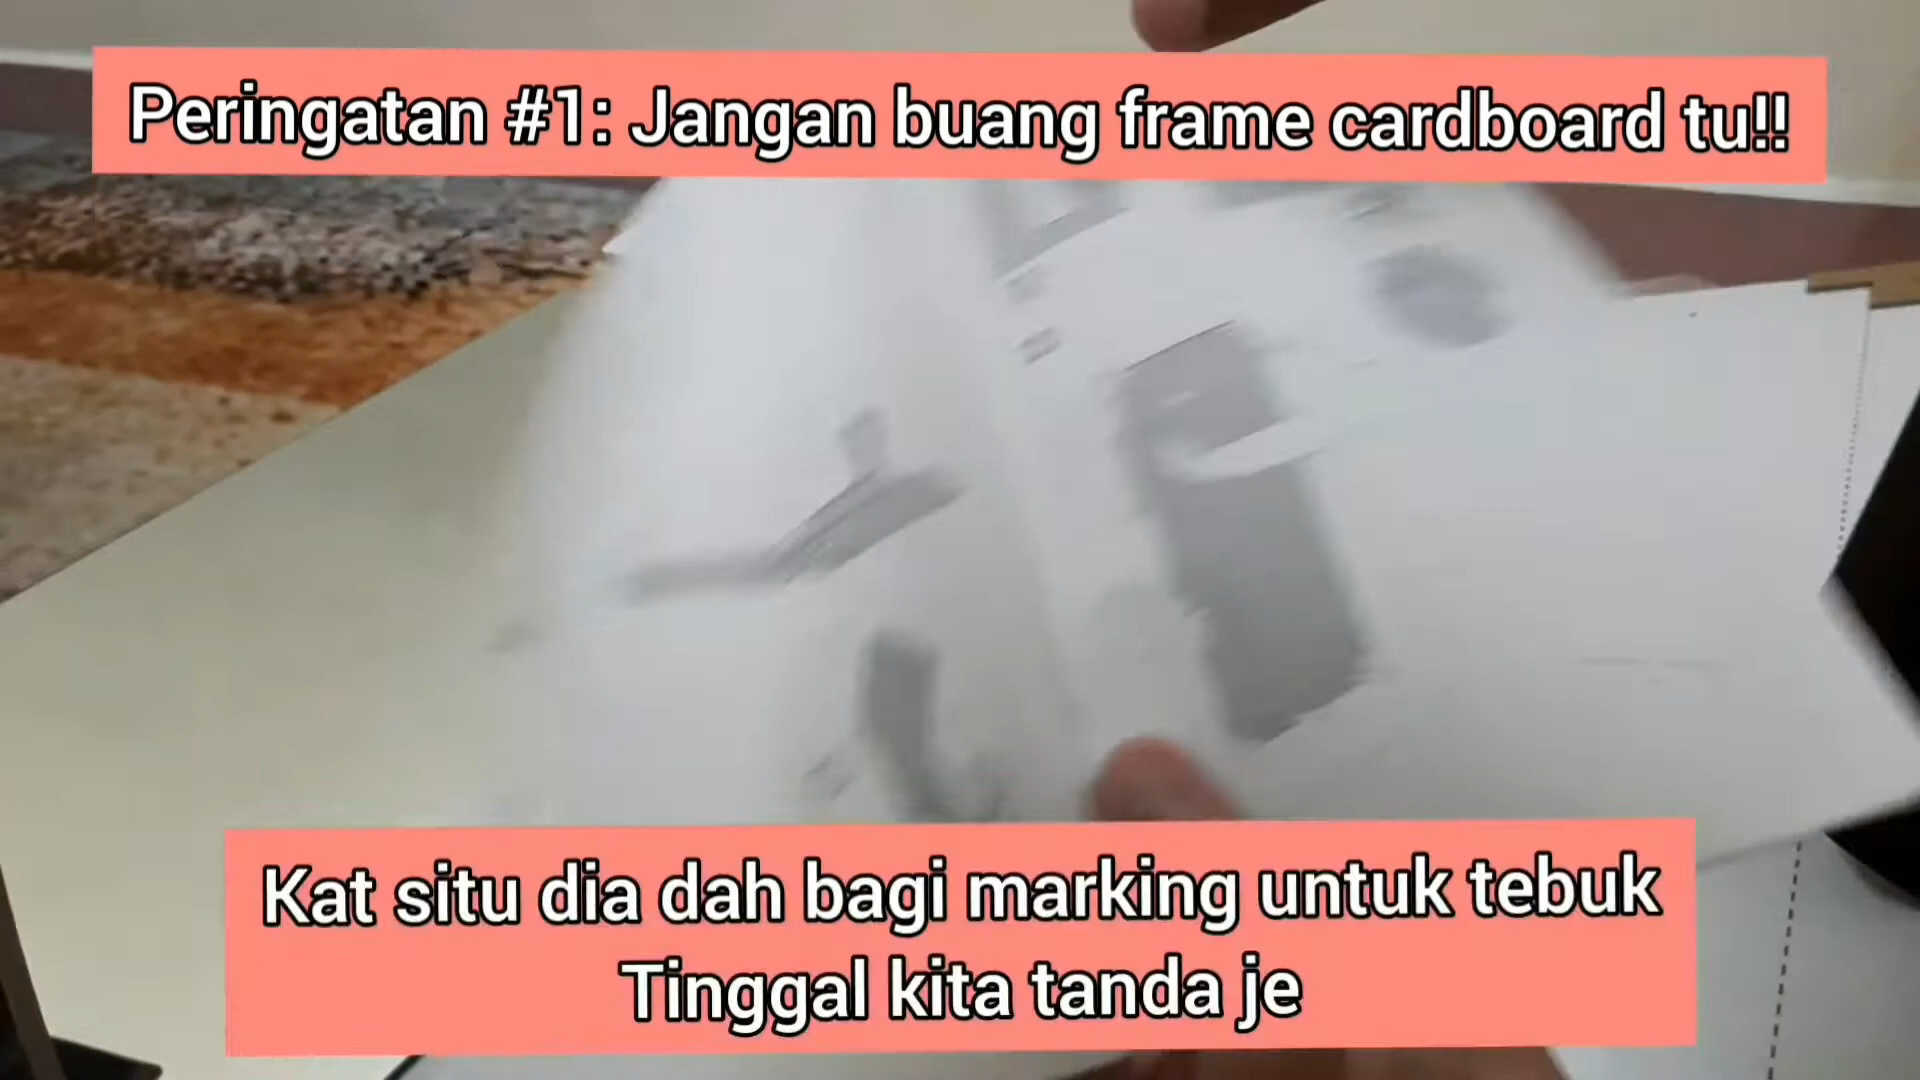 Peringatan #1: Jangan buang frame cardboard tu!!
Kat situ dia dah bagi marking untuk tebuk
Tinggal kita tanda je